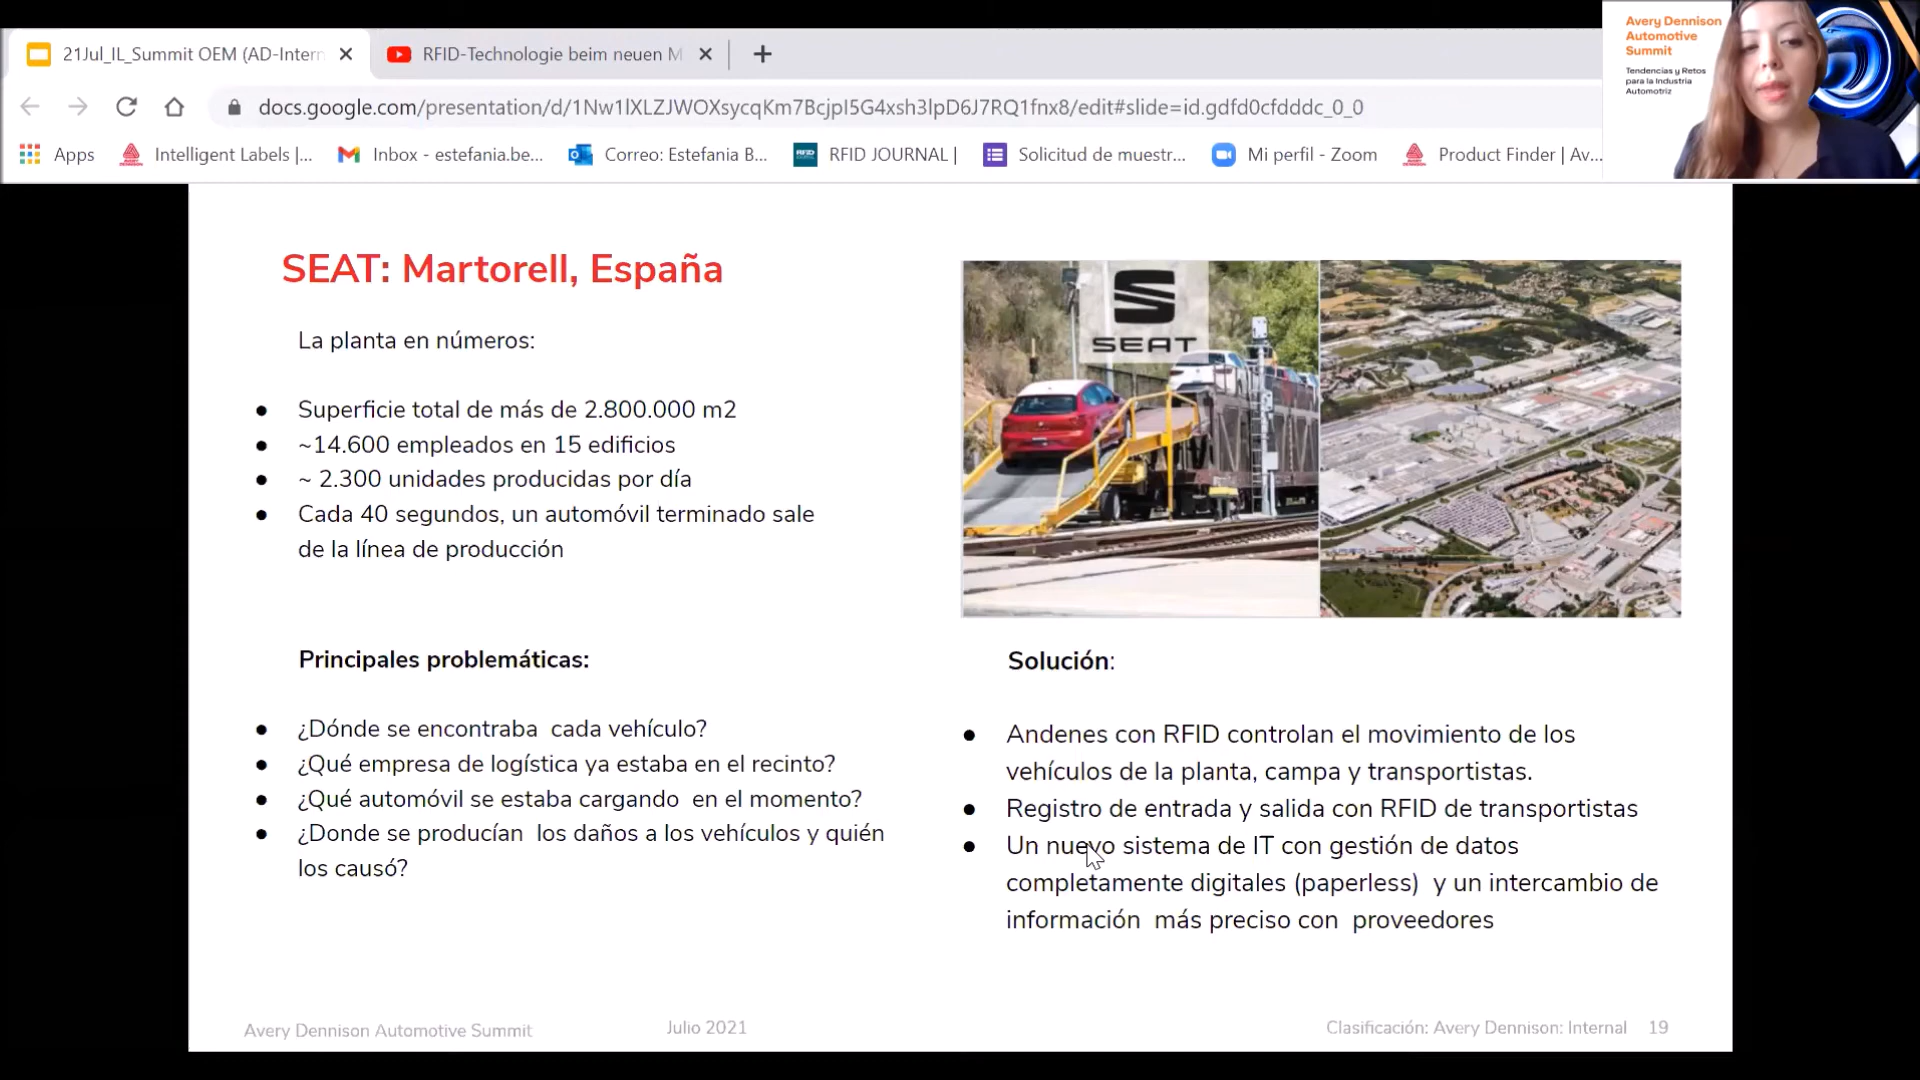 21Jul_IL_Summit OEM (AD-Intern
RFID-Technologie beim neuen M
docs.google.com/presentation/d/1Nw1lXLZJWOXsycqKm7BcjpI5G4xsh3lpD6J7RQ1fnx8/edit#slide=id.gdfd0cfdddc_0_0
Apps
Intelligent Labels |...
Inbox - estefania.be...
Correo: Estefania B...
RFID JOURNAL |
Solicitud de muestr...
Mi perfil - Zoom
Product Finder | Av...
Avery Dennison
Automotive
Summit
Tendencias y Retos
para la Industria
Automotriz
SEAT: Martorell, España
La planta en números:
● Superficie total de más de 2.800.000 m2
● ~14.600 empleados en 15 edificios
● ~ 2.300 unidades producidas por día
● Cada 40 segundos, un automóvil terminado sale
de la línea de producción
SEAT
Principales problemáticas:
● ¿Dónde se encontraba cada vehículo?
● ¿Qué empresa de logística ya estaba en el recinto?
● ¿Qué automóvil se estaba cargando en el momento?
● ¿Donde se producían los daños a los vehículos y quién
los causó?
Solución:
● Andenes con RFID controlan el movimiento de los
vehículos de la planta, campa y transportistas.
● Registro de entrada y salida con RFID de transportistas
● Un nuevo sistema de IT con gestión de datos
completamente digitales (paperless) y un intercambio de
información más preciso con proveedores
Avery Dennison Automotive Summit
Julio 2021
Clasificación: Avery Dennison: Internal 19